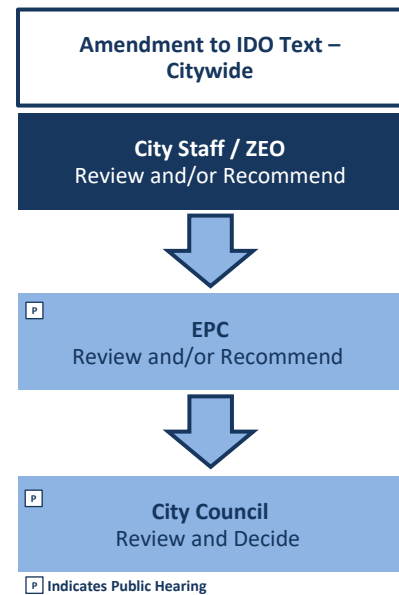 Amendment to IDO Text –
Citywide
City Staff / ZEO
Review and/or Recommend
P
EPC
Review and/or Recommend
P
City Council
Review and Decide
P Indicates Public Hearing